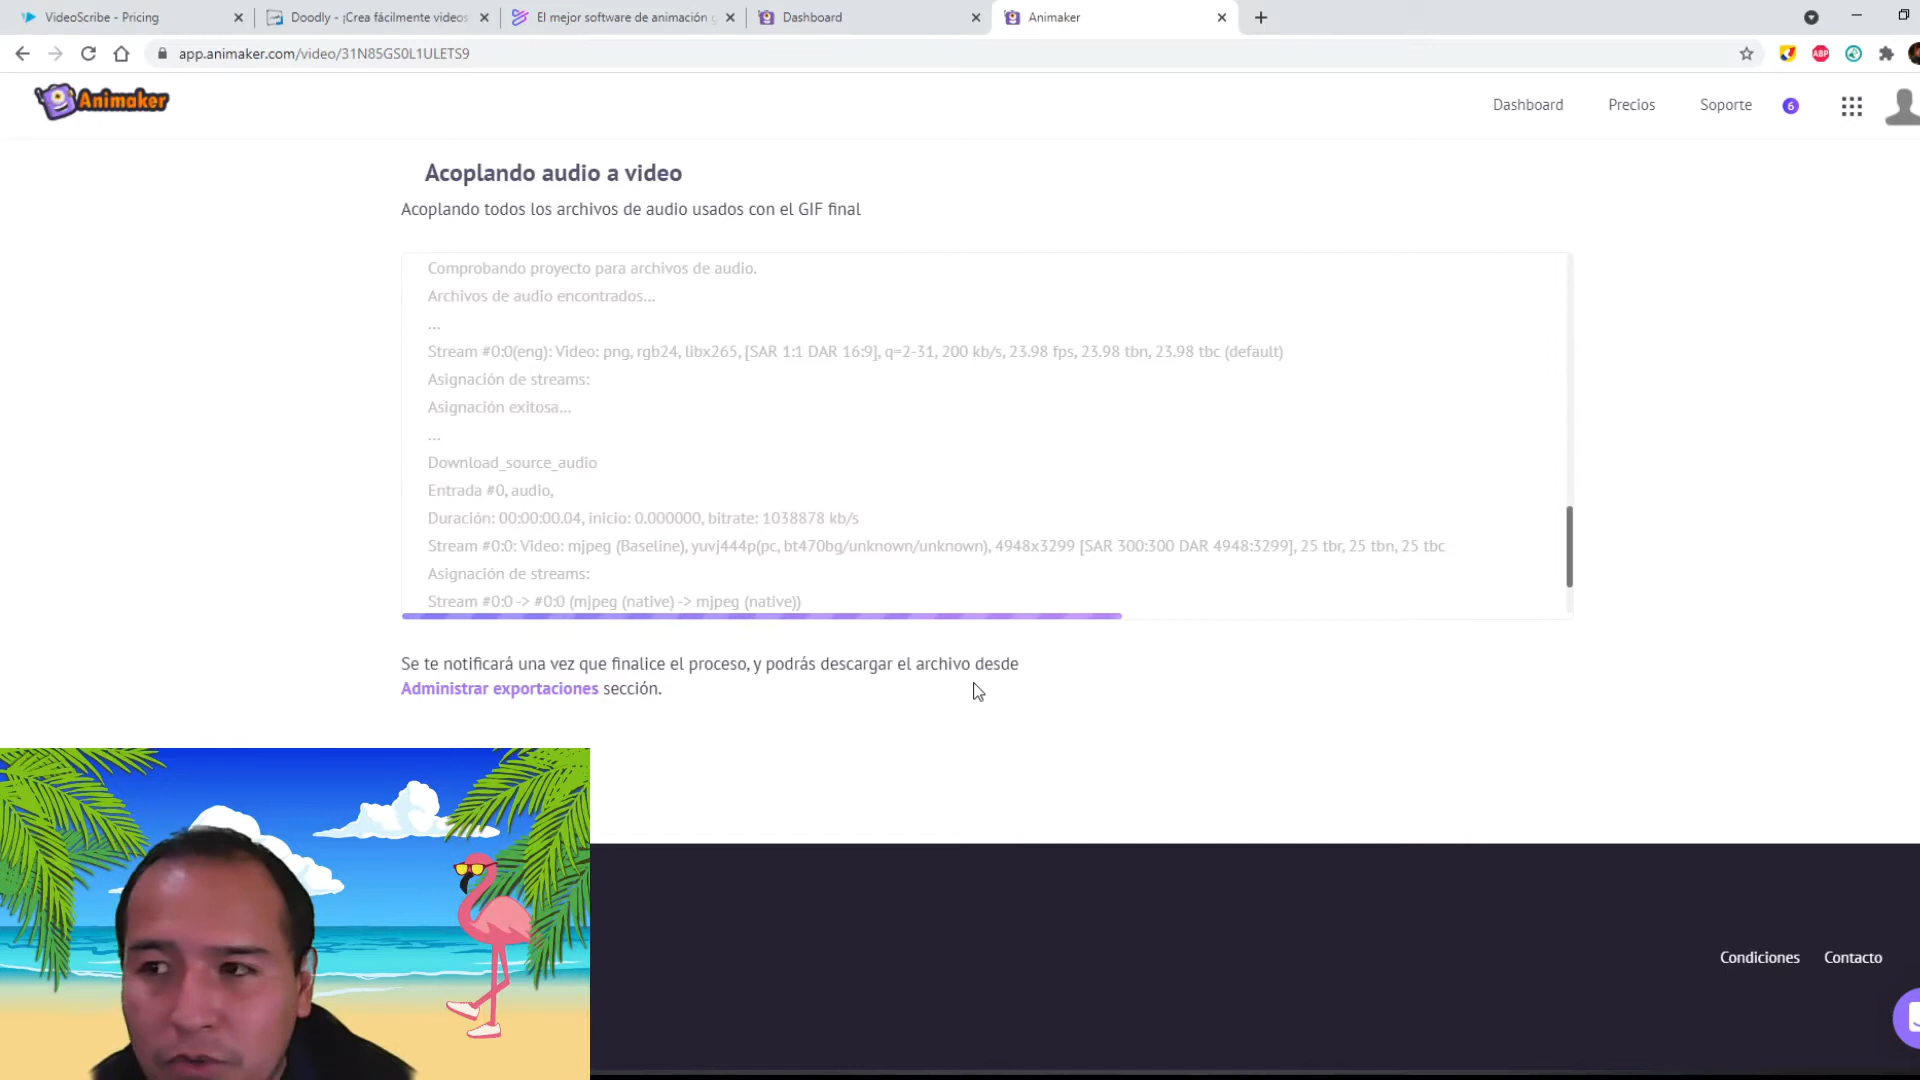 VideoScribe - Pricing
Doodly - ¡Crea fácilmente videos
El mejor software de animación
Dashboard
Animaker
app.animaker.com/video/31N85GS0L1ULETS9
ABP
Animaker
Dashboard
Precios
Soporte
6
Acoplando audio a video
Acoplando todos los archivos de audio usados con el GIF final
Comprobando proyecto para archivos de audio.
Archivos de audio encontrados...
...
Stream #0:0(eng): Video: png, rgb24, libx265, [SAR 1:1 DAR 16:9], q=2-31, 200 kb/s, 23.98 fps, 23.98 tbn, 23.98 tbc (default)
Asignación de streams:
Asignación exitosa...
...
Download_source_audio
Entrada #0, audio,
Duración: 00:00:00.04, inicio: 0.000000, bitrate: 1038878 kb/s
Stream #0:0: Video: mjpeg (Baseline), yuvj444p(pc, bt470bg/unknown/unknown), 4948x3299 [SAR 300:300 DAR 4948:3299], 25 tbr, 25 tbn, 25 tbc
Asignación de streams:
Stream #0:0 -> #0:0 (mjpeg (native) -> mjpeg (native))
Se te notificará una vez que finalice el proceso, y podrás descargar el archivo desde
Administrar exportaciones sección.
Condiciones
Contacto